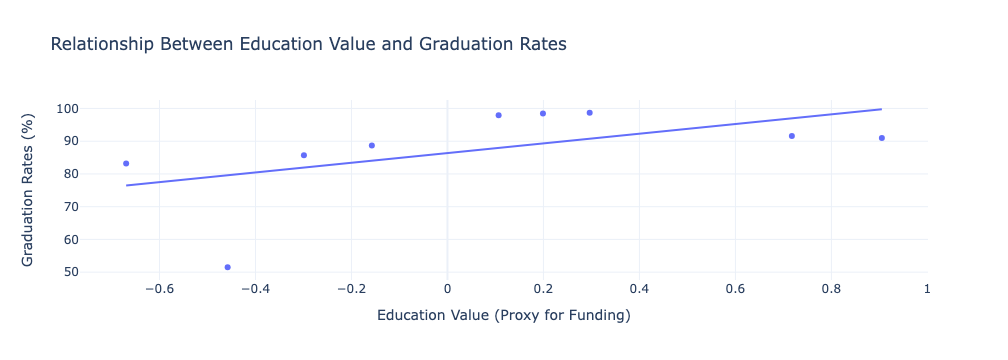 Relationship Between Education Value and Graduation Rates
Graduation Rates (%)
100
90
80
70
60
50
−0.6 −0.4 −0.2 0 0.2 0.4 0.6 0.8 1
Education Value (Proxy for Funding)